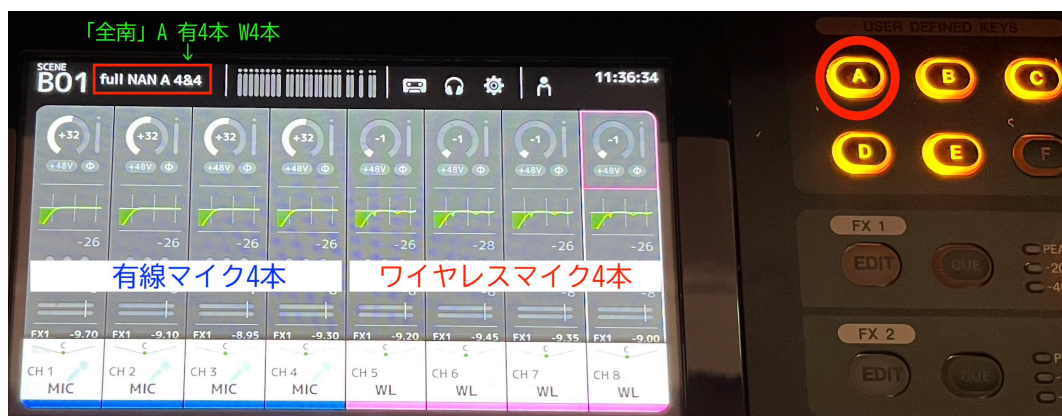 「全南」A 有4本 W4本
↓
SCENE
B01 full NAN A 4&4
11:36:34
USER DEFINED KEYS
A B C
D E F
+32 +32 +32 +32 -1 -1 -1 -1
+48V Φ +48V Φ +48V Φ +48V Φ +48V Φ +48V Φ +48V Φ +48V Φ
-26 -26 -26 -26 -26 -28 -26 -26
有線マイク4本 ワイヤレスマイク4本
FX1 -9.70 FX1 -9.10 FX1 -8.95 FX1 -9.30 FX1 -9.20 FX1 -9.45 FX1 -9.35 FX1 -9.00
C C C C C C C C
CH 1 CH 2 CH 3 CH 4 CH 5 CH 6 CH 7 CH 8
MIC MIC MIC MIC WL WL WL WL
FX 1
EDIT CUE
PEA
-20
-40
FX 2
EDIT CUE